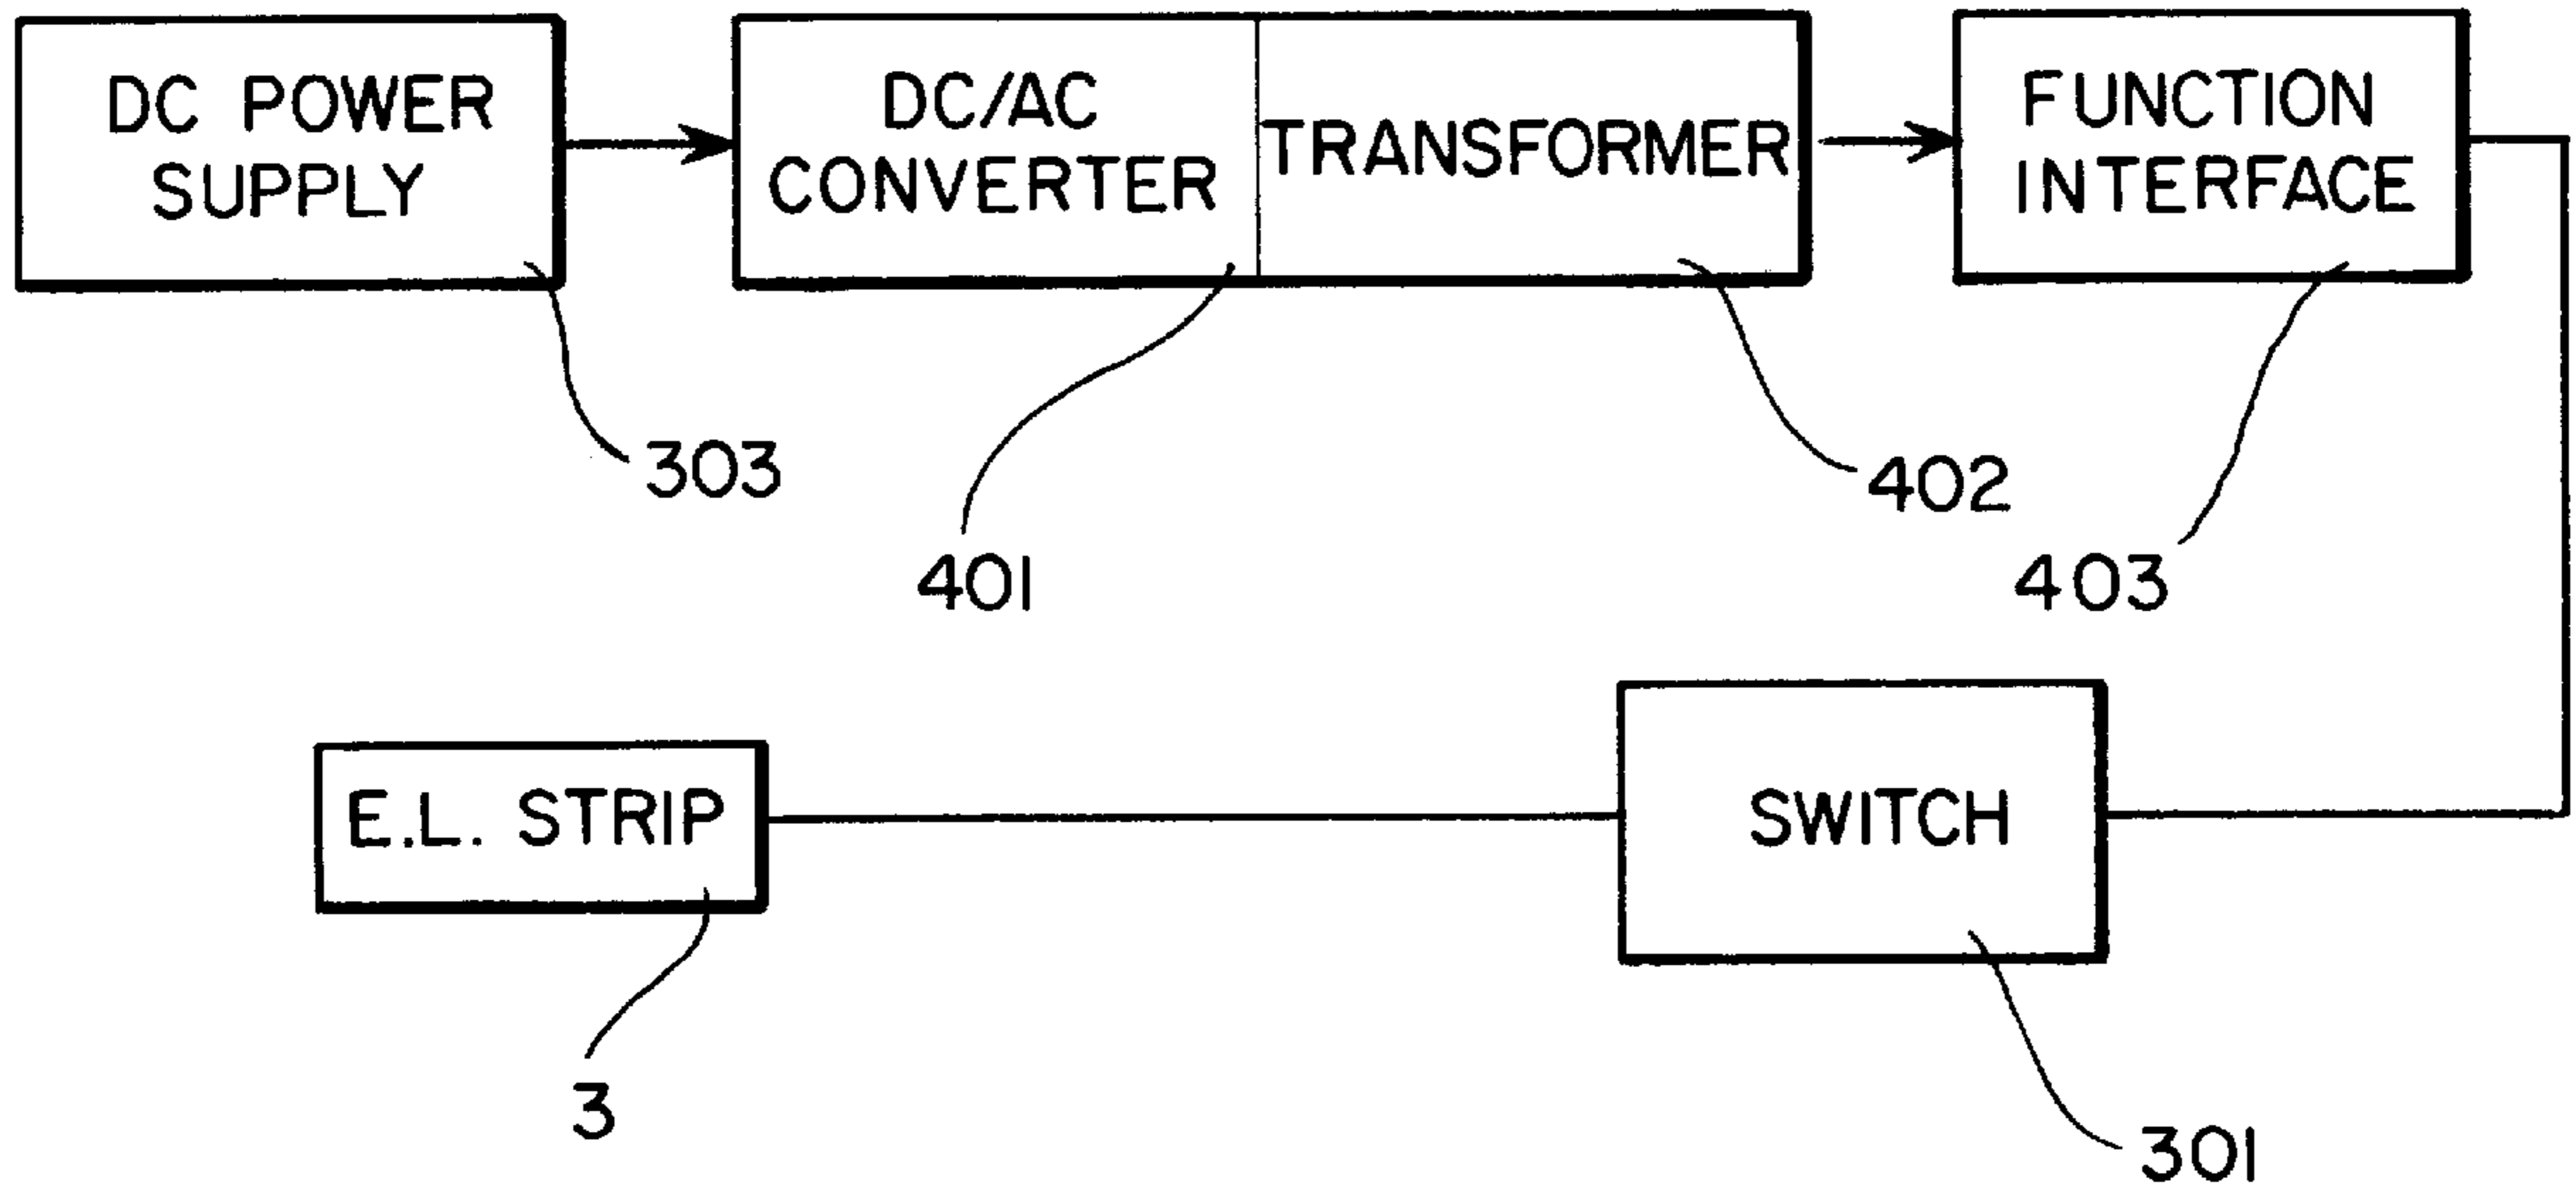 DC POWER
SUPPLY
DC/AC
CONVERTER
TRANSFORMER
FUNCTION
INTERFACE
303
401
402
403
E.L. STRIP
SWITCH
3
301